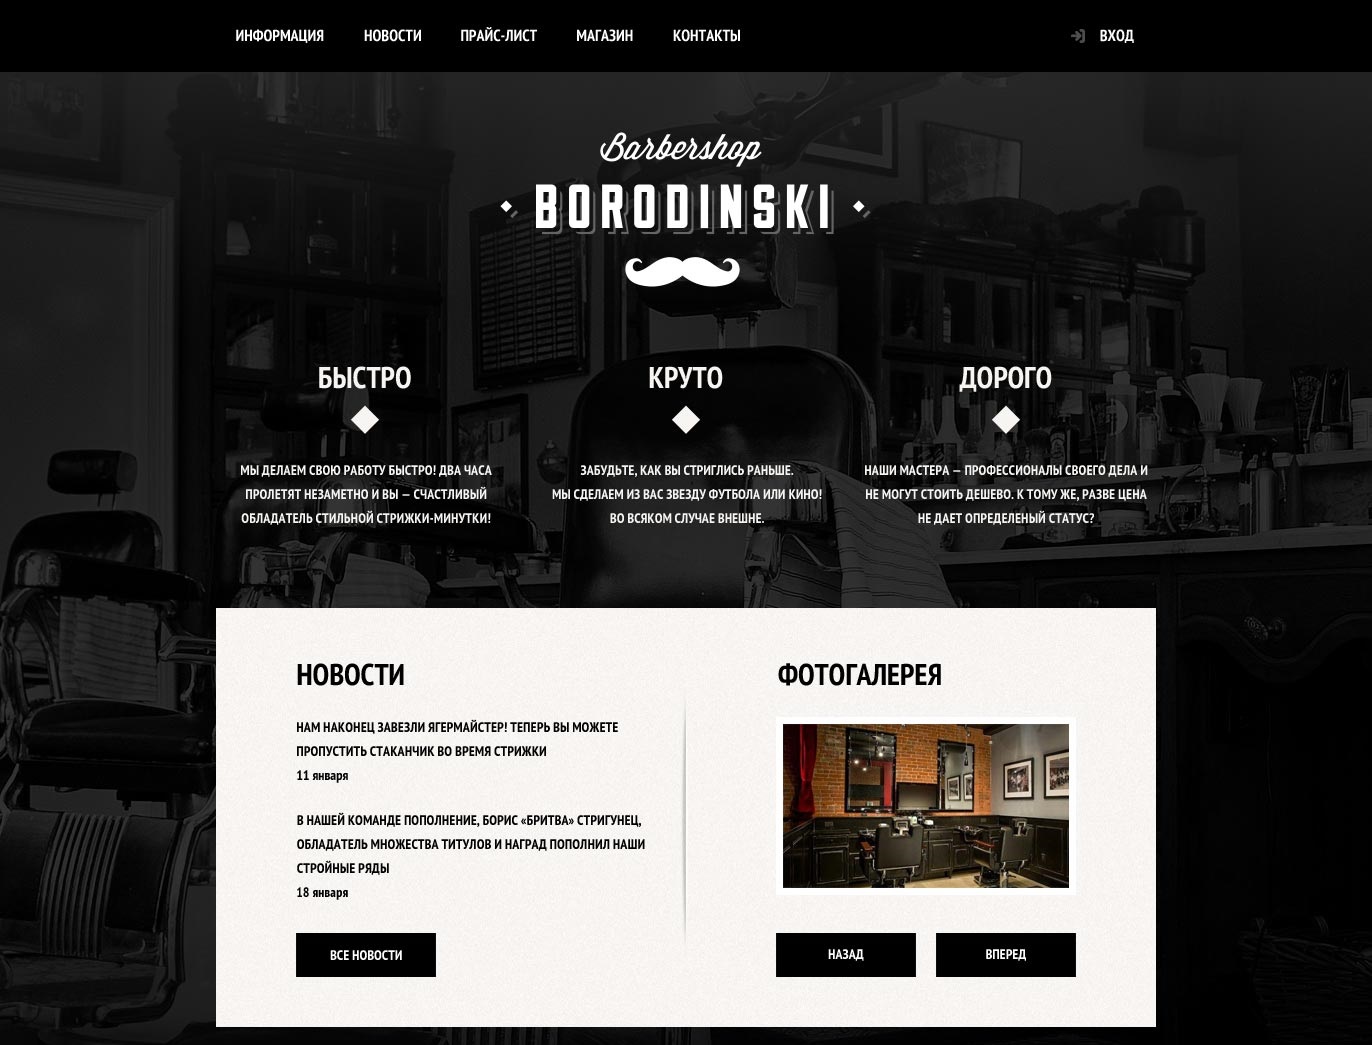 ИНФОРМАЦИЯ НОВОСТИ ПРАЙС-ЛИСТ МАГАЗИН КОНТАКТЫ ВХОД
Barbershop
BORODINSKI
БЫСТРО
МЫ ДЕЛАЕМ СВОЮ РАБОТУ БЫСТРО! ДВА ЧАСА
ПРОЛЕТЯТ НЕЗАМЕТНО И ВЫ — СЧАСТЛИВЫЙ
ОБЛАДАТЕЛЬ СТИЛЬНОЙ СТРИЖКИ-МИНУТКИ!
КРУТО
ЗАБУДЬТЕ, КАК ВЫ СТРИГЛИСЬ РАНЬШЕ.
МЫ СДЕЛАЕМ ИЗ ВАС ЗВЕЗДУ ФУТБОЛА ИЛИ КИНО!
ВО ВСЯКОМ СЛУЧАЕ ВНЕШНЕ.
ДОРОГО
НАШИ МАСТЕРА — ПРОФЕССИОНАЛЫ СВОЕГО ДЕЛА И
НЕ МОГУТ СТОИТЬ ДЕШЕВО. К ТОМУ ЖЕ, РАЗВЕ ЦЕНА
НЕ ДАЕТ ОПРЕДЕЛЕНЫЙ СТАТУС?
НОВОСТИ
НАМ НАКОНЕЦ ЗАВЕЗЛИ ЯГЕРМАЙСТЕР! ТЕПЕРЬ ВЫ МОЖЕТЕ
ПРОПУСТИТЬ СТАКАНЧИК ВО ВРЕМЯ СТРИЖКИ
11 января
В НАШЕЙ КОМАНДЕ ПОПОЛНЕНИЕ, БОРИС «БРИТВА» СТРИГУНЕЦ,
ОБЛАДАТЕЛЬ МНОЖЕСТВА ТИТУЛОВ И НАГРАД ПОПОЛНИЛ НАШИ
СТРОЙНЫЕ РЯДЫ
18 января
ВСЕ НОВОСТИ
ФОТОГАЛЕРЕЯ
НАЗАД ВПЕРЕД